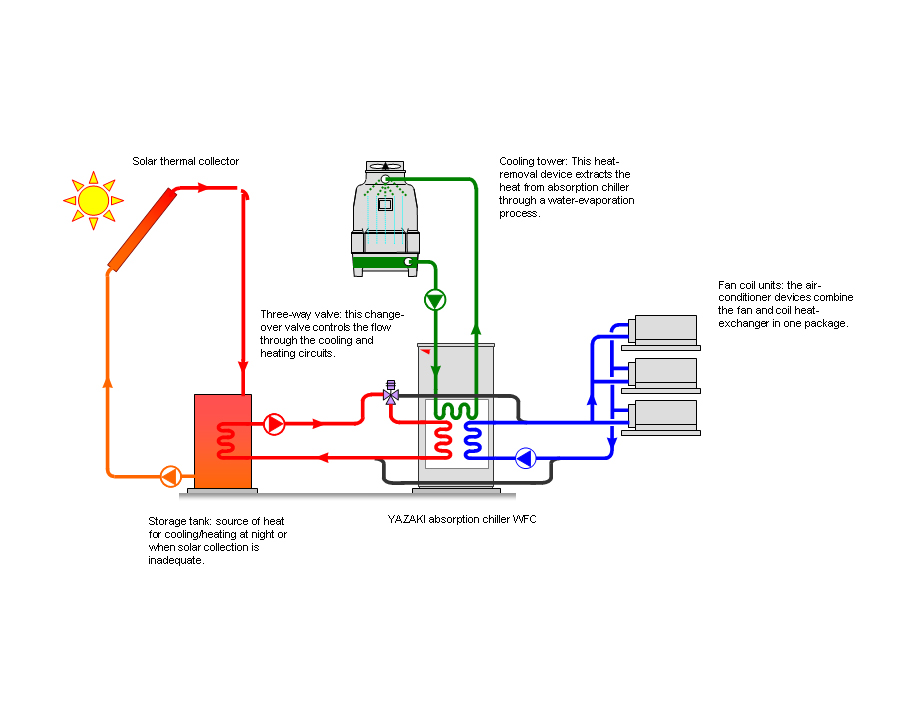 Solar thermal collector
Cooling tower: This heat-
removal device extracts the
heat from absorption chiller
through a water-evaporation
process.
Fan coil units: the air-
conditioner devices combine
the fan and coil heat-
exchanger in one package.
Three-way valve: this change-
over valve controls the flow
through the cooling and
heating circuits.
Storage tank: source of heat
for cooling/heating at night or
when solar collection is
inadequate.
YAZAKI absorption chiller WFC